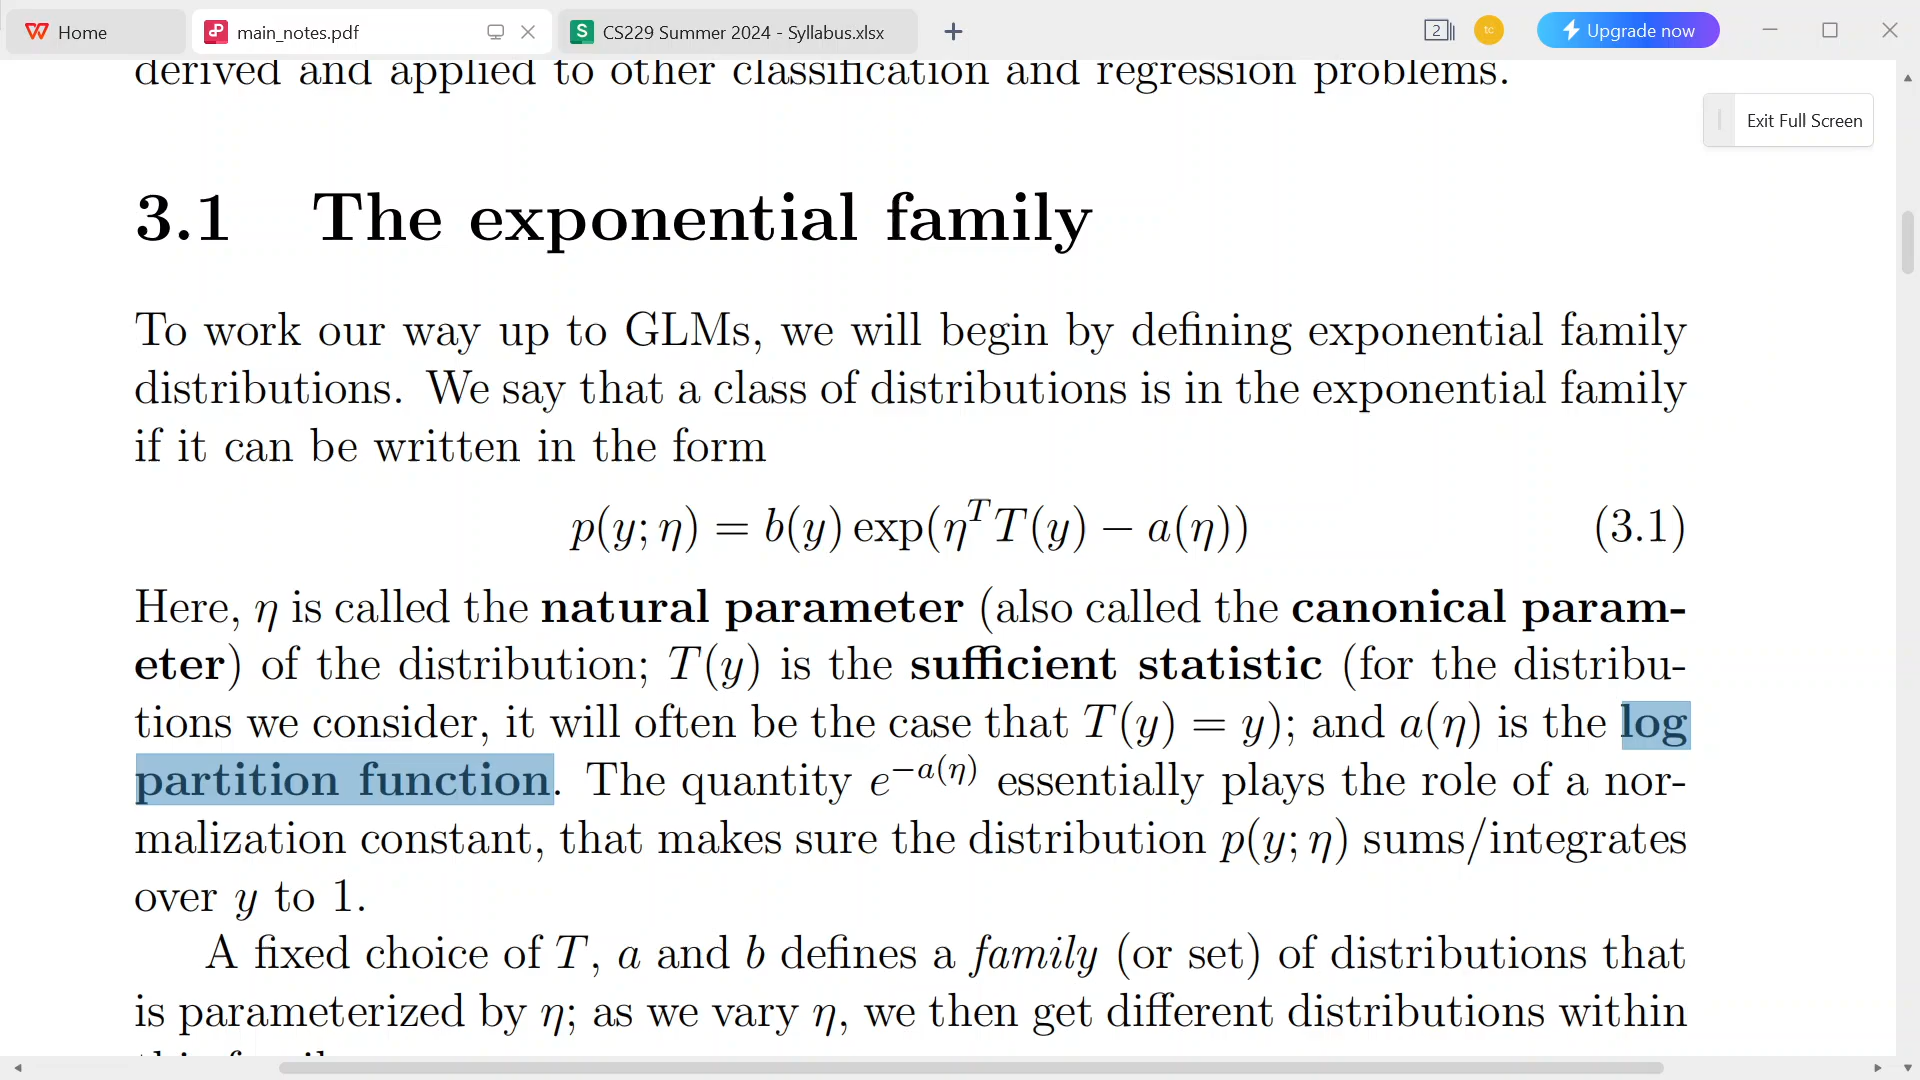 Home
main_notes.pdf
CS229 Summer 2024 - Syllabus.xlsx
2
tc
Upgrade now
derived and applied to other classification and regression problems.
Exit Full Screen
3.1 The exponential family
To work our way up to GLMs, we will begin by defining exponential family
distributions. We say that a class of distributions is in the exponential family
if it can be written in the form
p(y; η) = b(y) exp(η^T T(y) − a(η)) (3.1)
Here, η is called the natural parameter (also called the canonical param-
eter) of the distribution; T(y) is the sufficient statistic (for the distribu-
tions we consider, it will often be the case that T(y) = y); and a(η) is the log
partition function. The quantity e^{−a(η)} essentially plays the role of a nor-
malization constant, that makes sure the distribution p(y; η) sums/integrates
over y to 1.
A fixed choice of T, a and b defines a family (or set) of distributions that
is parameterized by η; as we vary η, we then get different distributions within